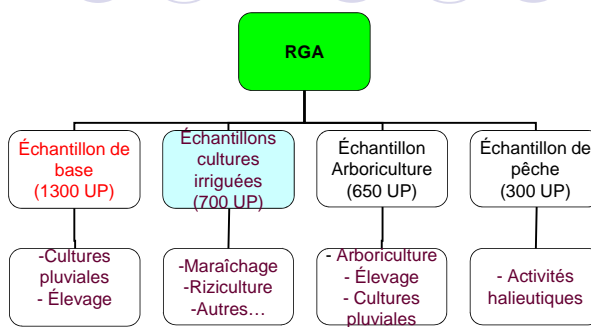 RGA
Échantillon de
base
(1300 UP)
Échantillons
cultures
irriguées
(700 UP)
Échantillon
Arboriculture
(650 UP)
Échantillon de
pêche
(300 UP)
-Cultures
pluviales
- Élevage
-Maraîchage
-Riziculture
-Autres…
- Arboriculture
- Élevage
- Cultures
pluviales
- Activités
halieutiques